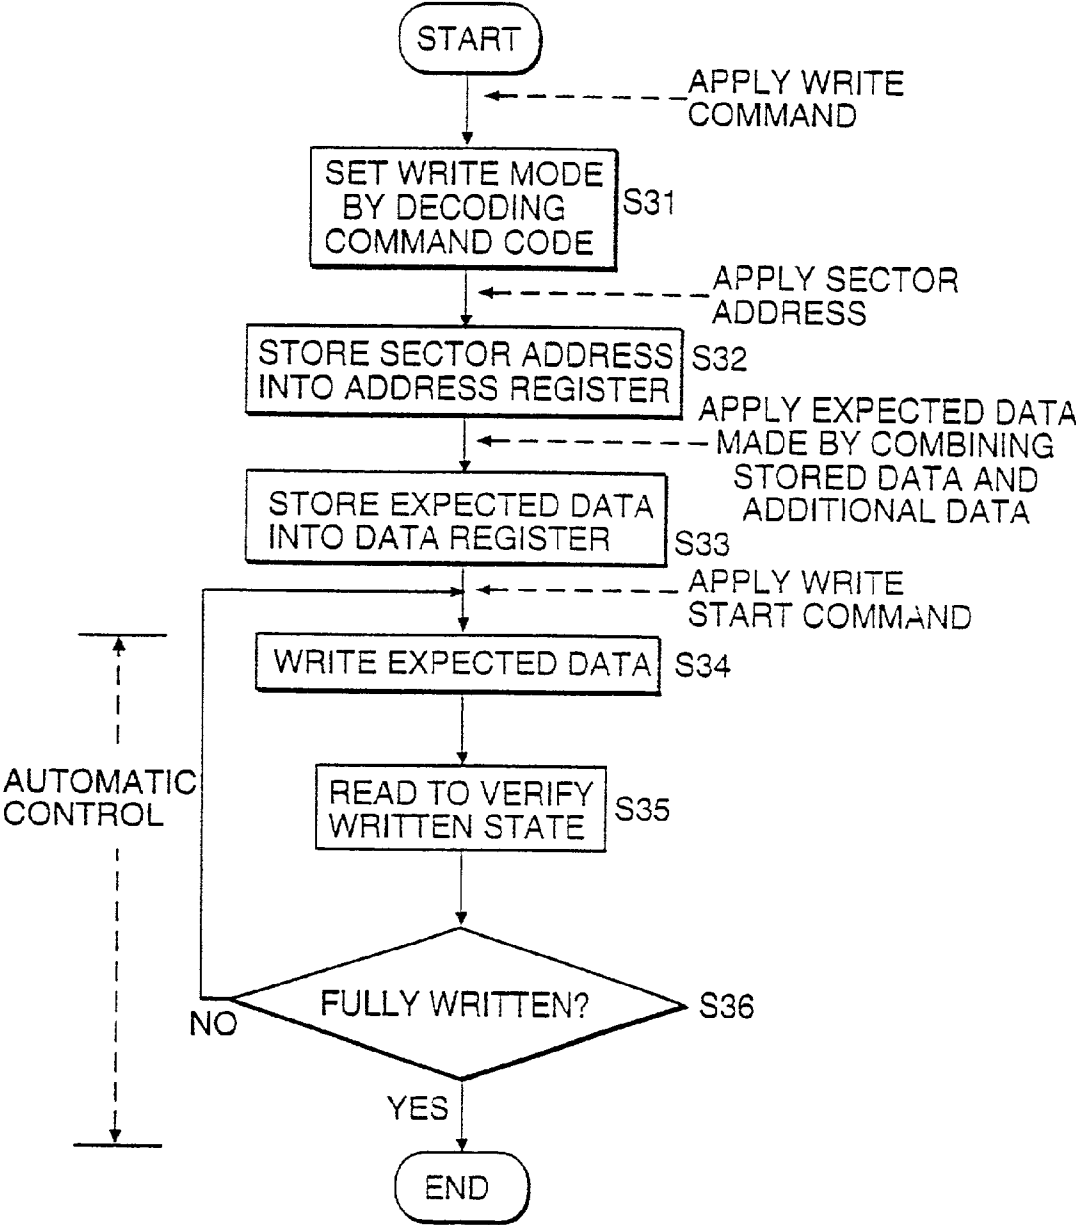 START
APPLY WRITE
COMMAND
SET WRITE MODE
BY DECODING
COMMAND CODE
S31
APPLY SECTOR
ADDRESS
STORE SECTOR ADDRESS
INTO ADDRESS REGISTER
S32
APPLY EXPECTED DATA
MADE BY COMBINING
STORED DATA AND
ADDITIONAL DATA
STORE EXPECTED DATA
INTO DATA REGISTER
S33
APPLY WRITE
START COMMAND
WRITE EXPECTED DATA
S34
AUTOMATIC
CONTROL
READ TO VERIFY
WRITTEN STATE
S35
FULLY WRITTEN?
S36
NO
YES
END